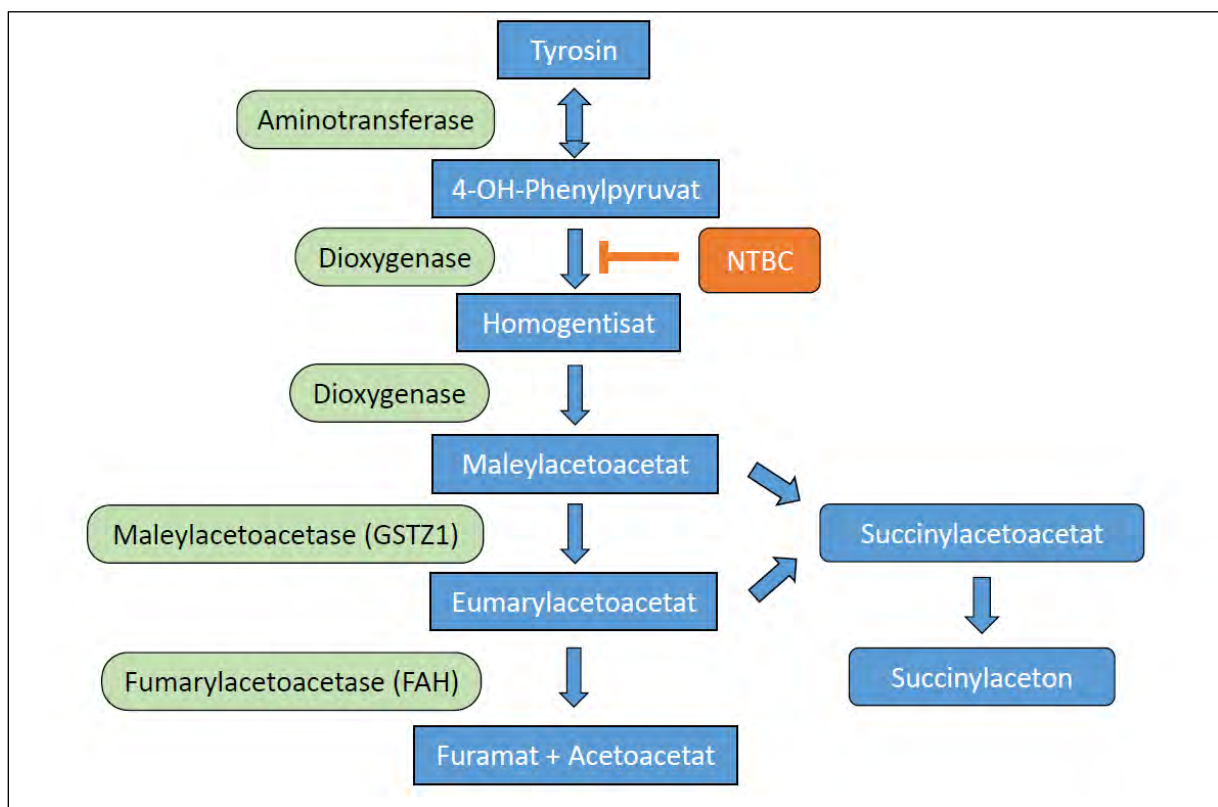 Tyrosin
Aminotransferase
4-OH-Phenylpyruvat
Dioxygenase
NTBC
Homogentisat
Dioxygenase
Maleylacetoacetat
Maleylacetoacetase (GSTZ1)
Succinylacetoacetat
Eumarylacetoacetat
Fumarylacetoacetase (FAH)
Succinylaceton
Furamat + Acetoacetat